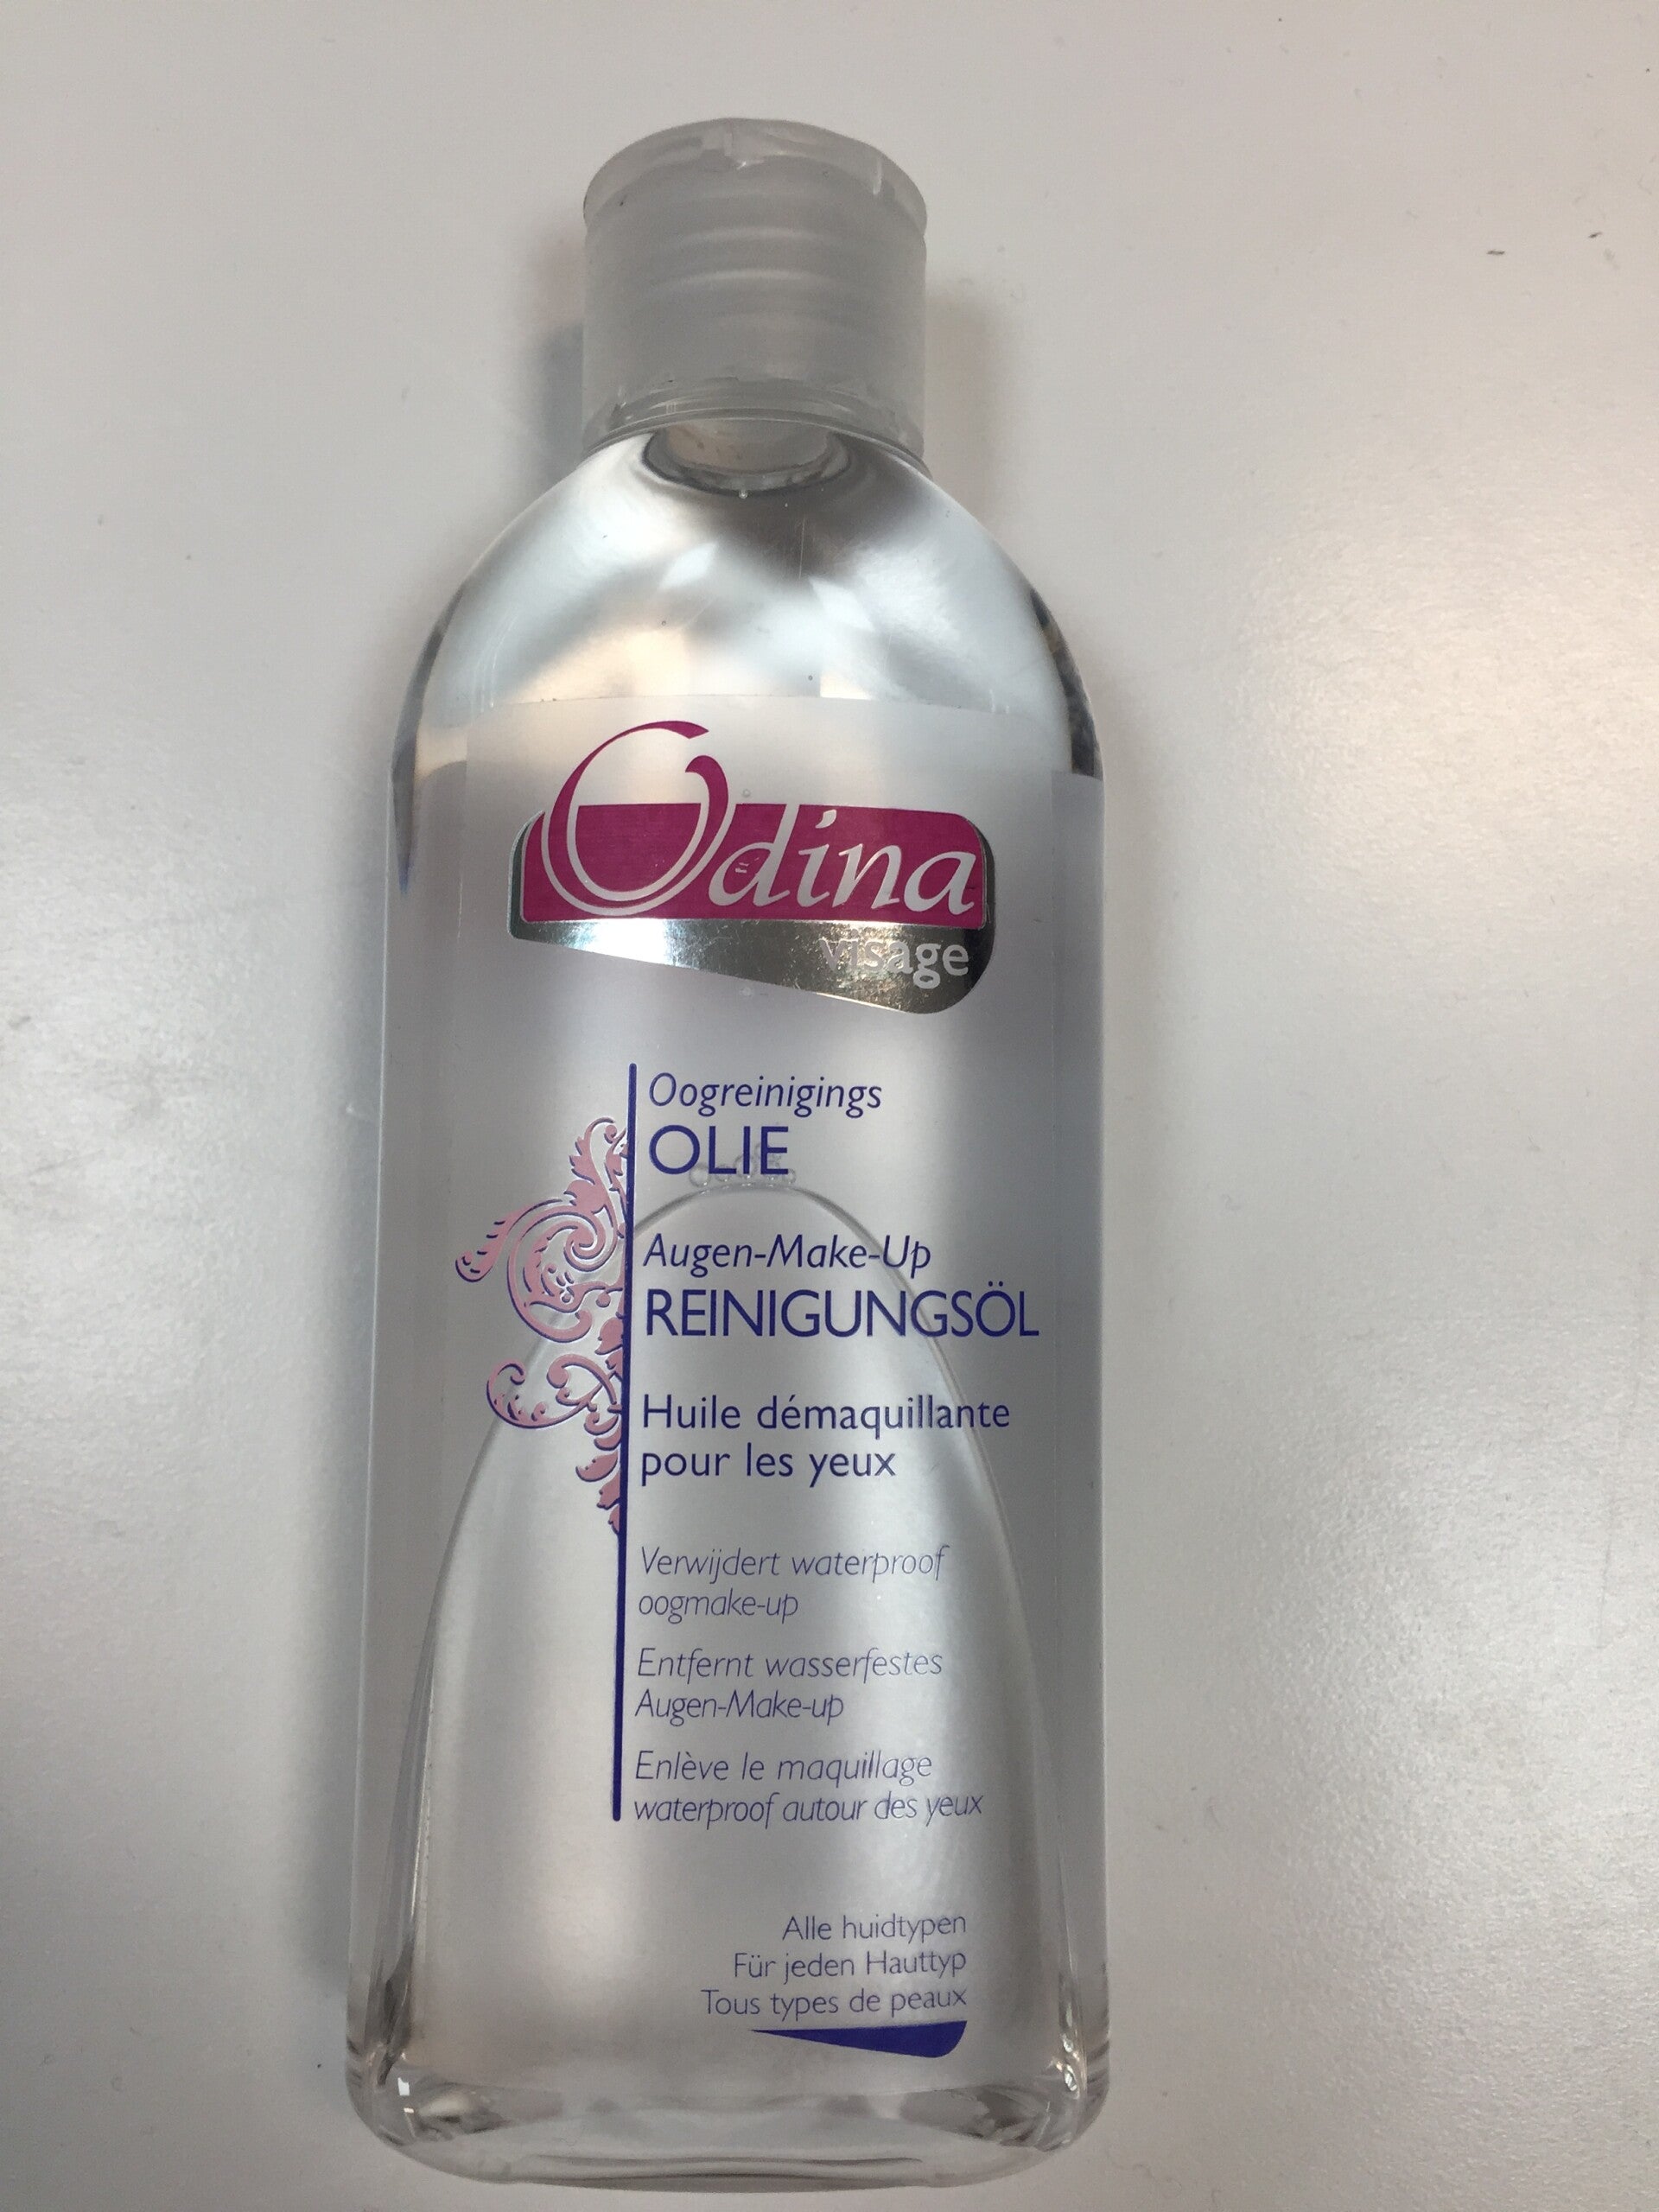 Odina
visage
Oogreinigings
OLIE
Augen-Make-Up
REINIGUNGSÖL
Huile démaquillante
pour les yeux
Verwijdert waterproof
oogmake-up
Entfernt wasserfestes
Augen-Make-up
Enlève le maquillage
waterproof autour des yeux
Alle huidtypen
Für jeden Hauttyp
Tous types de peaux